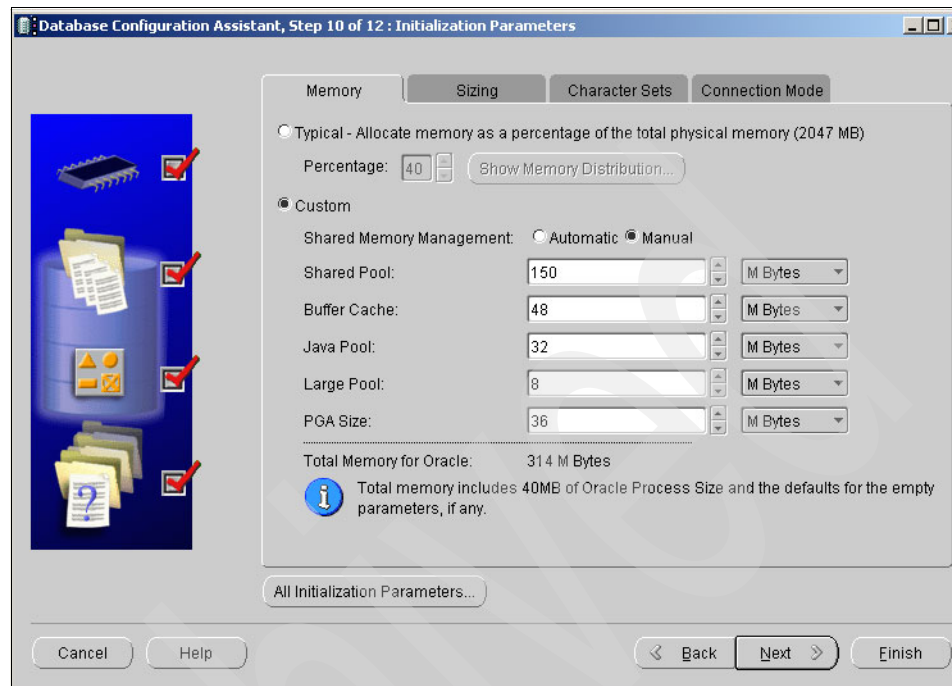 Database Configuration Assistant, Step 10 of 12 : Initialization Parameters
Memory Sizing Character Sets Connection Mode
Typical - Allocate memory as a percentage of the total physical memory (2047 MB)
Percentage: 40 Show Memory Distribution...
Custom
Shared Memory Management: Automatic Manual
Shared Pool: 150 M Bytes
Buffer Cache: 48 M Bytes
Java Pool: 32 M Bytes
Large Pool: 8 M Bytes
PGA Size: 36 M Bytes
Total Memory for Oracle: 314 M Bytes
Total memory includes 40MB of Oracle Process Size and the defaults for the empty
parameters, if any.
All Initialization Parameters...
Cancel Help Back Next Finish